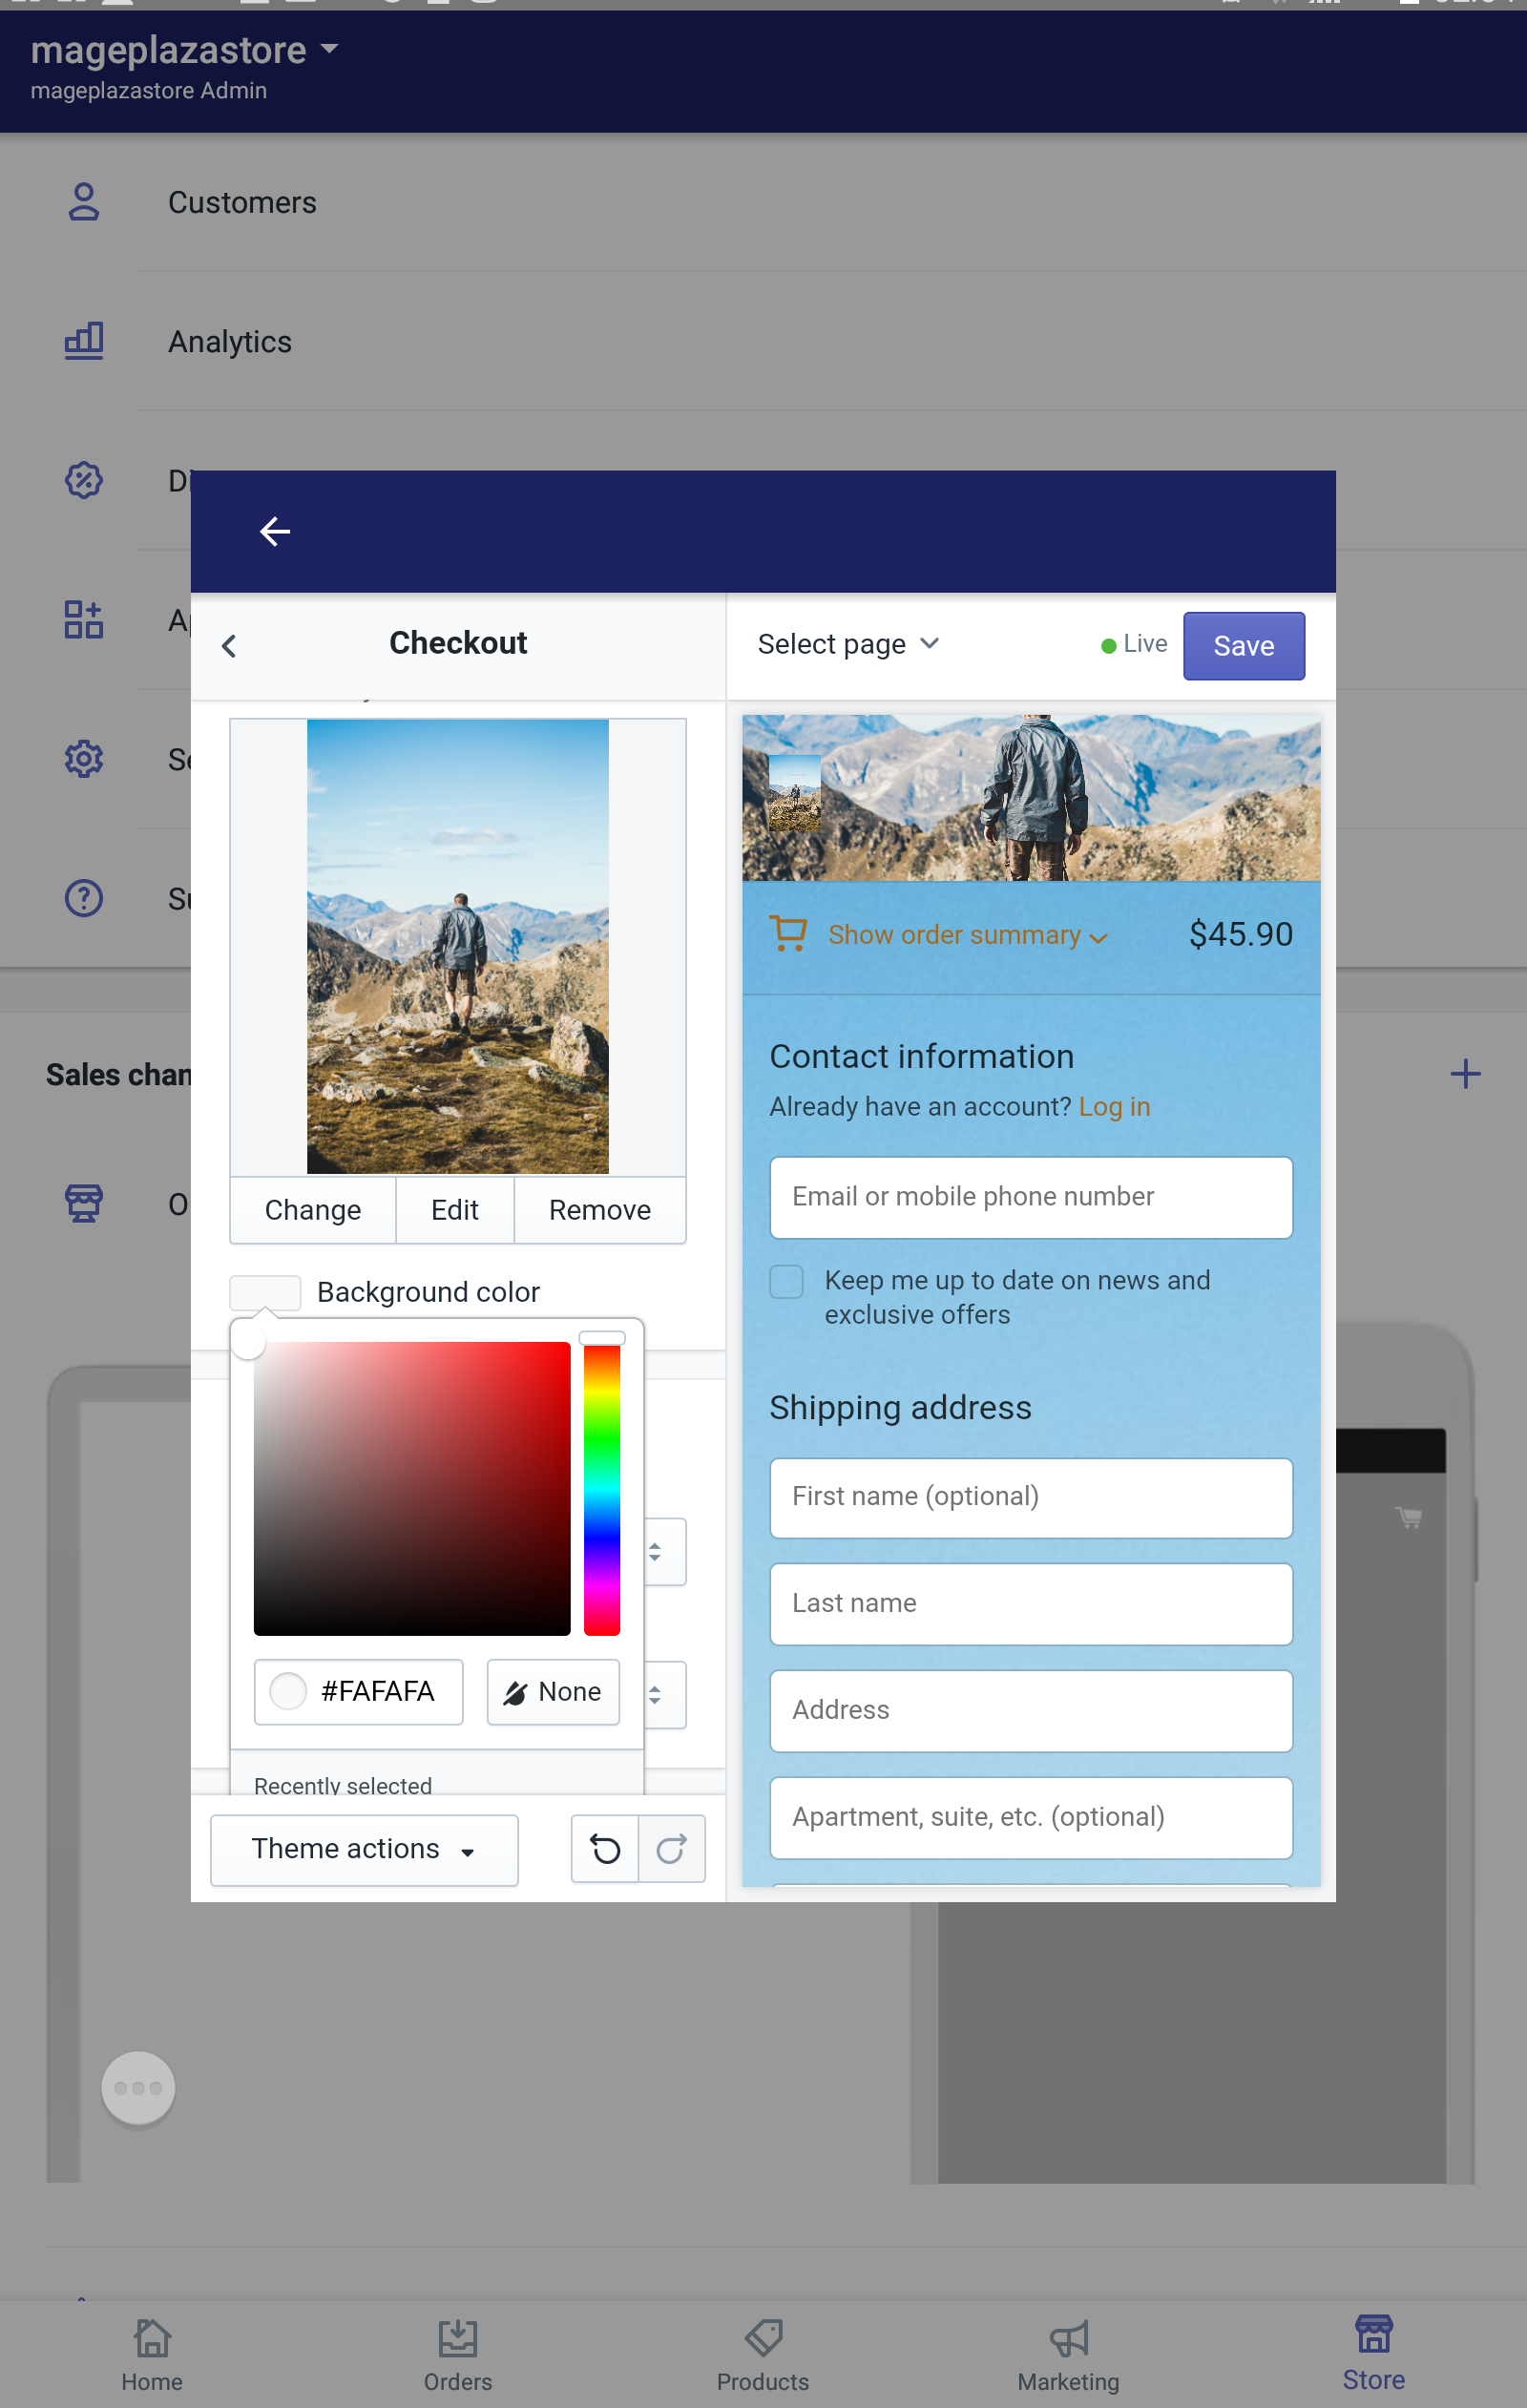 mageplazastore
mageplazastore Admin
Customers
Analytics
Checkout
Select page
Live
Save
Change
Edit
Remove
Background color
#FAFAFA
None
Recently selected
Theme actions
Show order summary
$45.90
Contact information
Already have an account? Log in
Email or mobile phone number
Keep me up to date on news and
exclusive offers
Shipping address
First name (optional)
Last name
Address
Apartment, suite, etc. (optional)
Sales chan
Home
Orders
Products
Marketing
Store